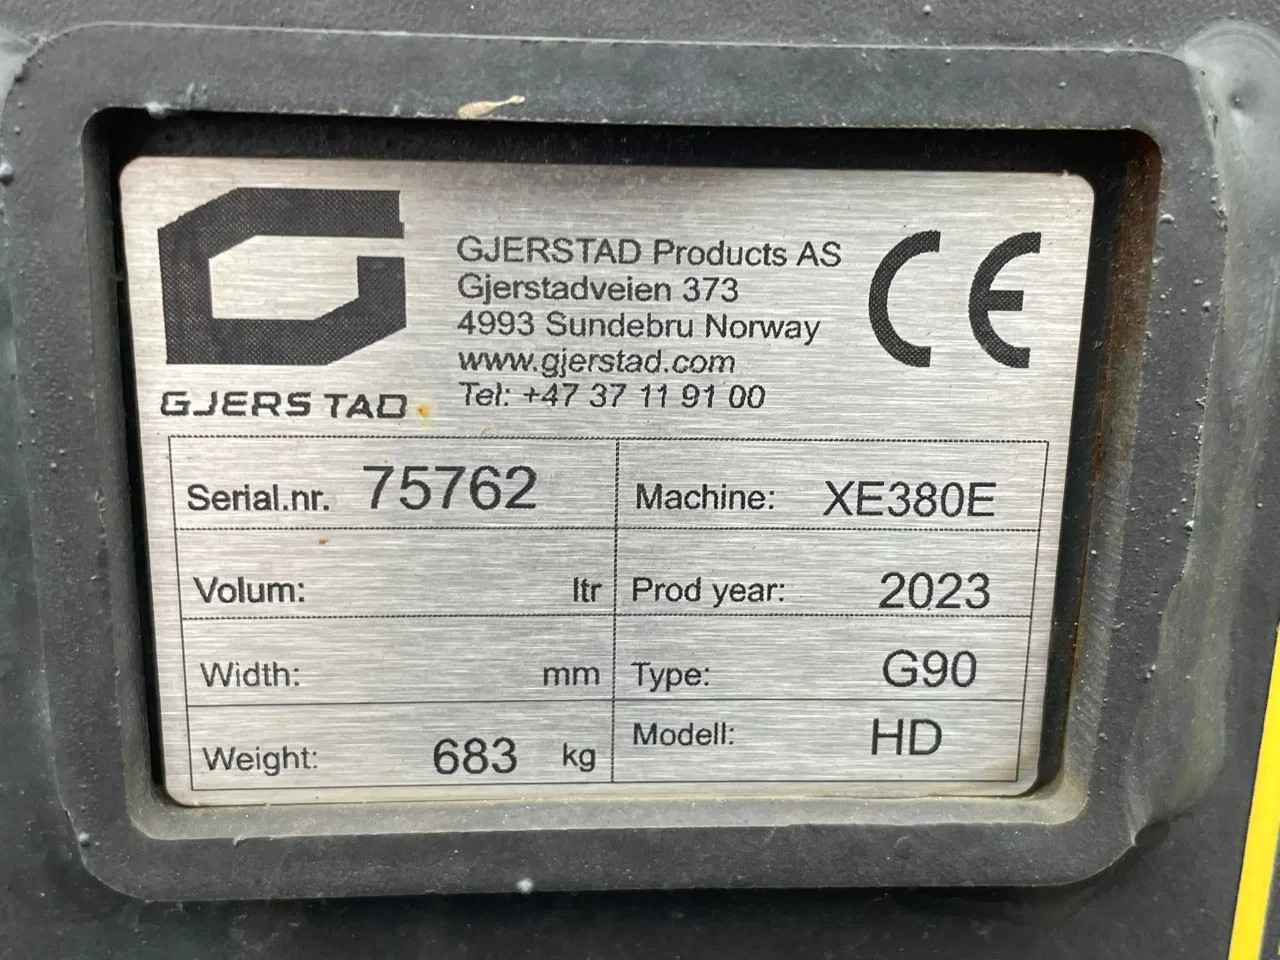 GJERSTAD
GJERSTAD Products AS
Gjerstadveien 373
4993 Sundebru Norway
www.gjerstad.com
Tel: +47 37 11 91 00
CE
Serial.nr. 75762
Machine: XE380E
Volum: ltr
Prod year: 2023
Width: mm
Type: G90
Weight: 683 kg
Modell: HD